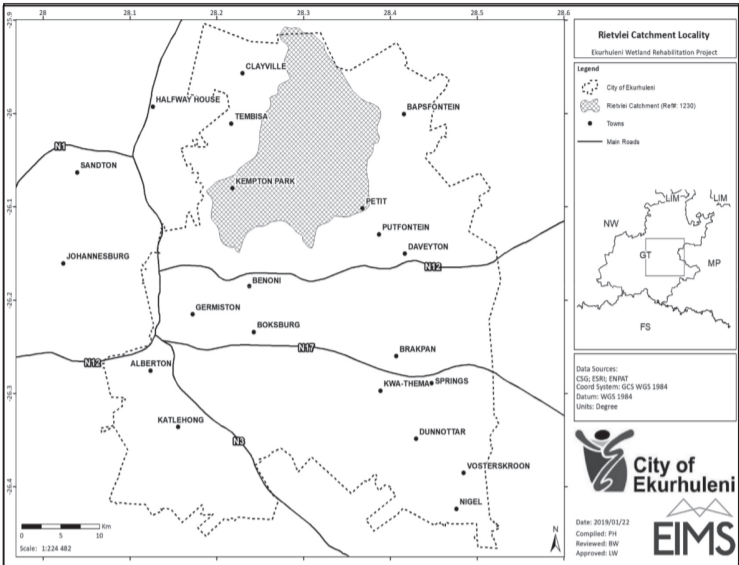 28
28.1
28.2
28.3
28.4
28.5
28.6
-25.9
-26
-26.1
-26.2
-26.3
-26.4
CLAYVILLE
HALFWAY HOUSE
TEMBISA
BAPSFONTEIN
N1
SANDTON
KEMPTON PARK
PETIT
PUTFONTEIN
DAVEYTON
JOHANNESBURG
N12
BENONI
GERMISTON
BOKSBURG
N17
BRAKPAN
N12
ALBERTON
KWA-THEMA
SPRINGS
KATLEHONG
N3
DUNNOTTAR
VOSTERSKROON
NIGEL
Km
0 5 10
Scale: 1:224 482
N
Rietvlei Catchment Locality
Ekurhuleni Wetland Rehabilitation Project
Legend
City of Ekurhuleni
Rietvlei Catchment (Ref#: 1230)
Towns
Main Roads
LIM
LIM
NW
GT
MP
FS
Data Sources:
CSG; ESRI; ENPAT
Coord System: GCS WGS 1984
Datum: WGS 1984
Units: Degree
City of
Ekurhuleni
Date: 2019/01/22
Compiled: PH
Reviewed: BW
Approved: LW
EIMS